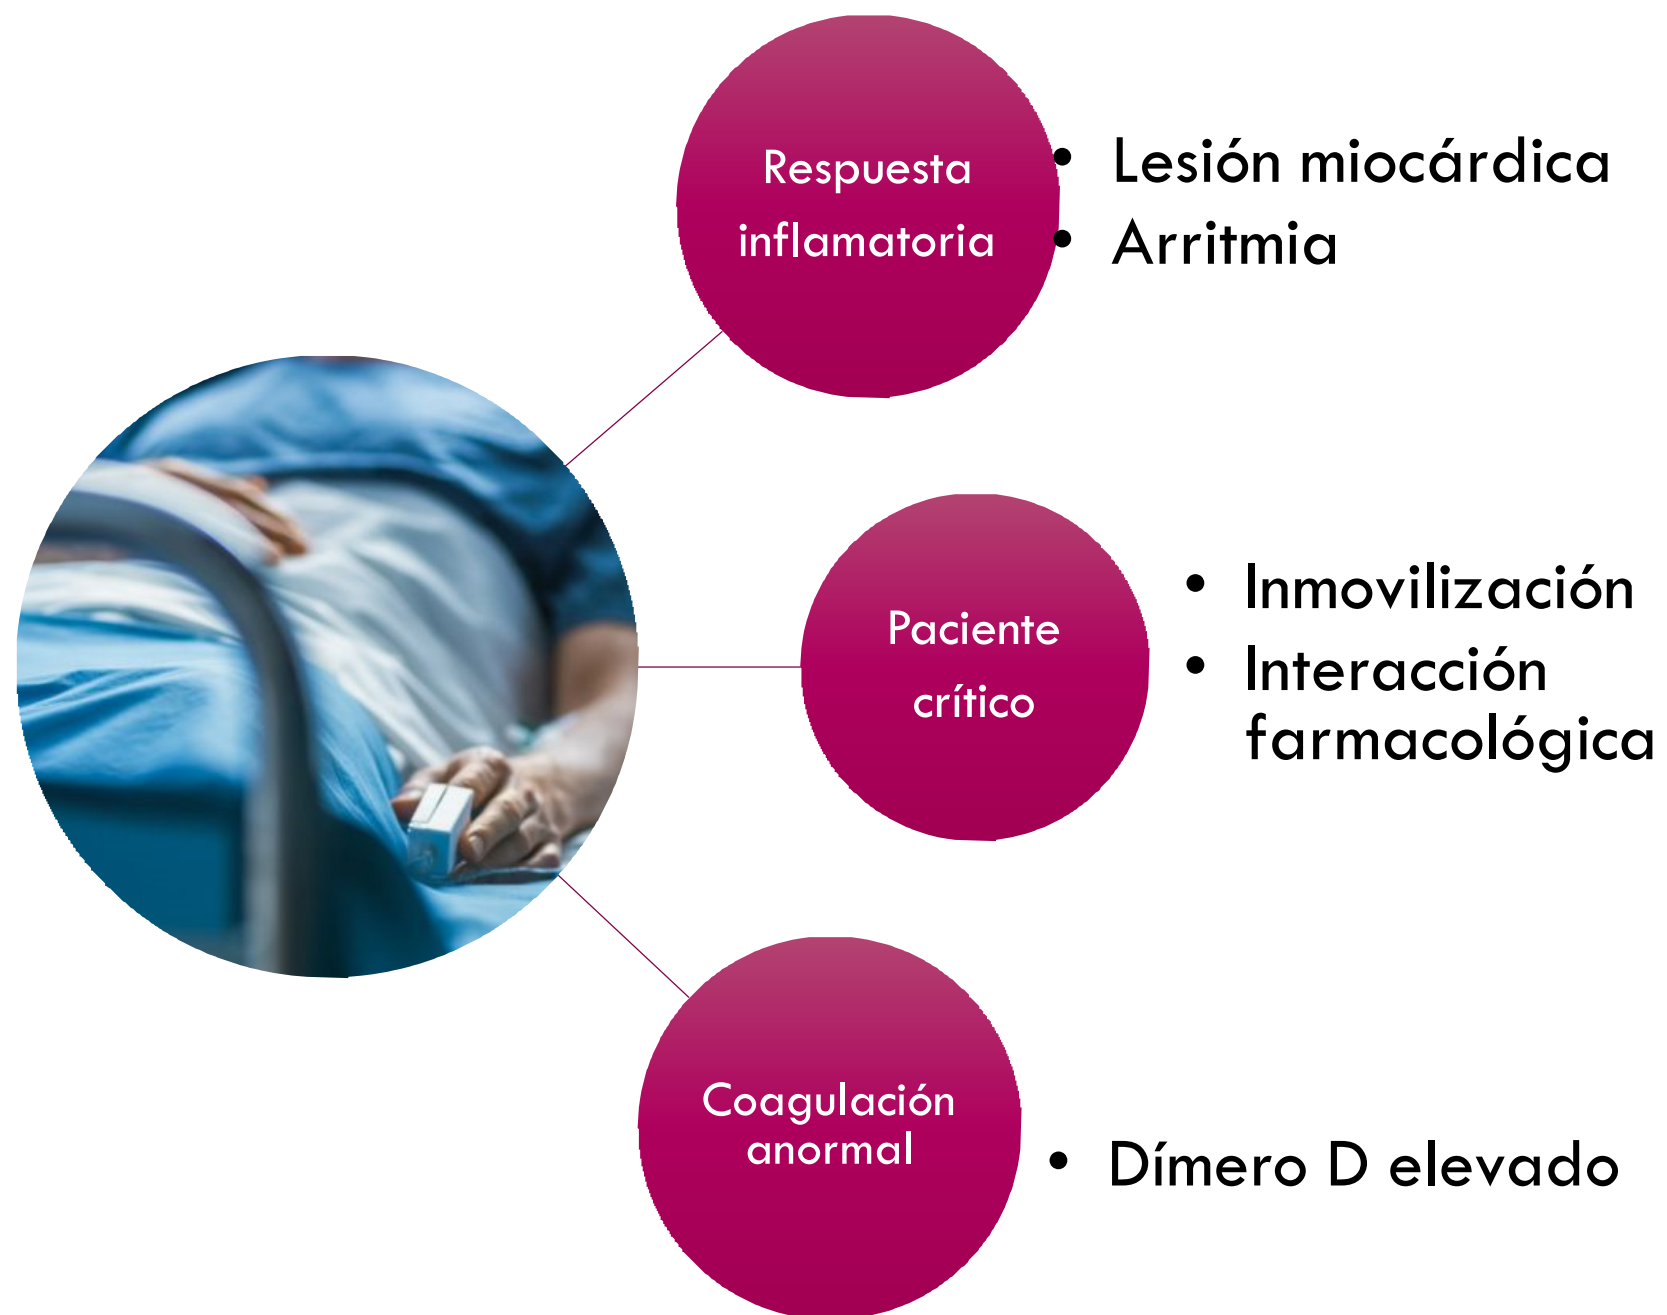 Respuesta
inflamatoria
• Lesión miocárdica
• Arritmia
Paciente
crítico
• Inmovilización
• Interacción
farmacológica
Coagulación
anormal
• Dímero D elevado